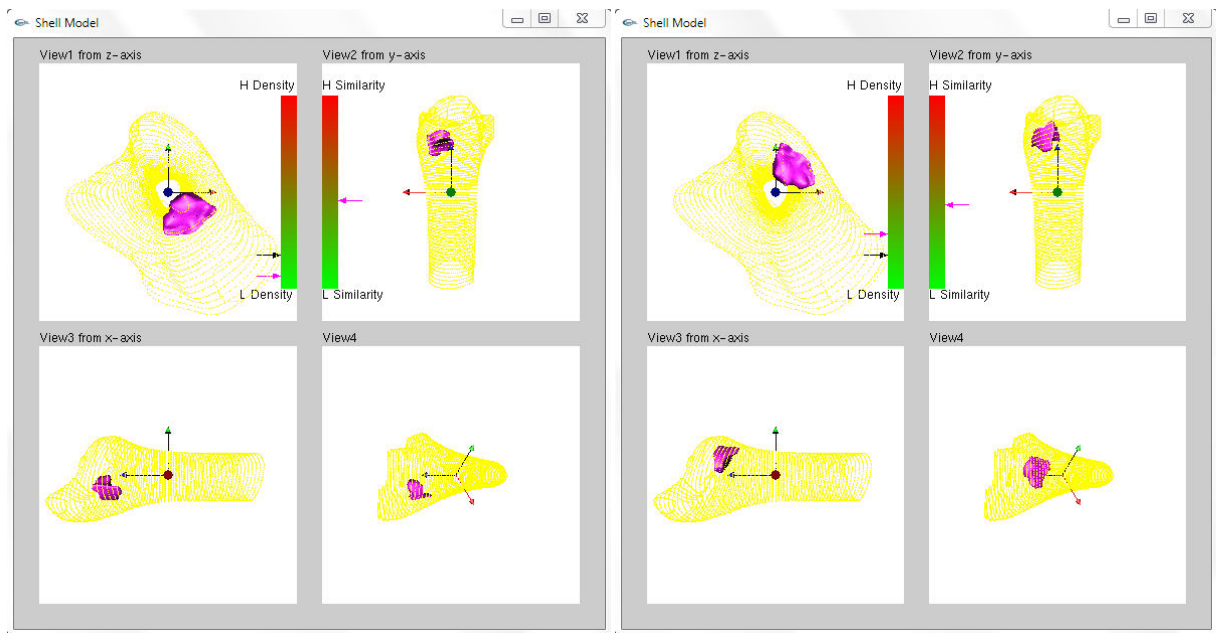 Shell Model
View1 from z-axis
View2 from y-axis
H Density
H Similarity
L Density
L Similarity
View3 from x-axis
View4
Shell Model
View1 from z-axis
View2 from y-axis
H Density
H Similarity
L Density
L Similarity
View3 from x-axis
View4